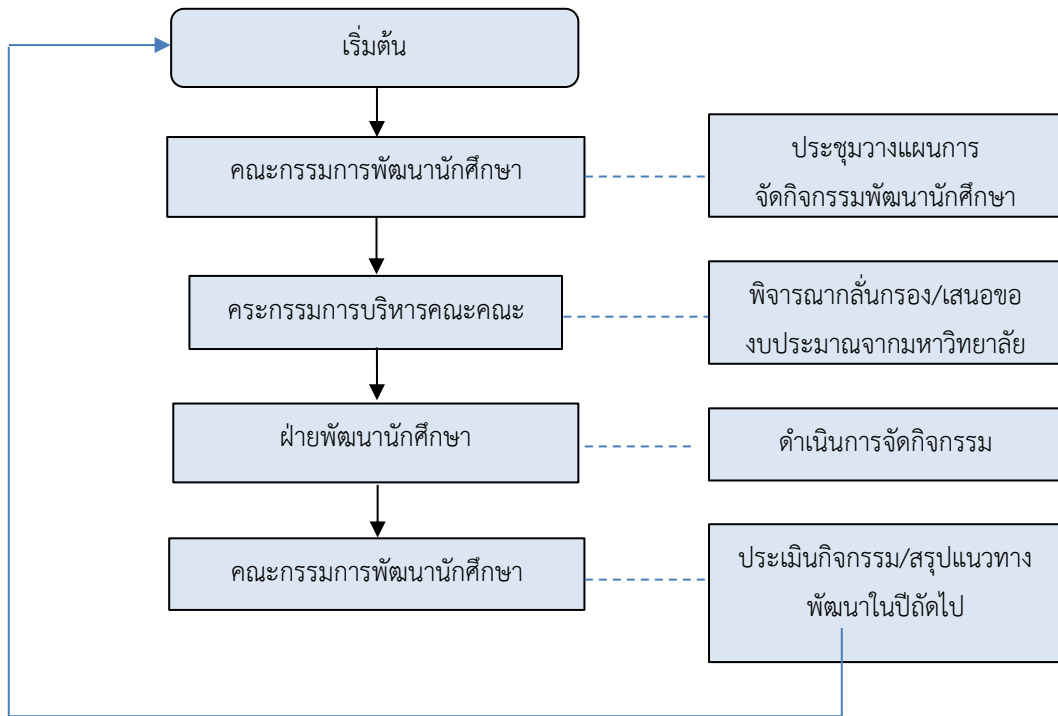 เริ่มต้น
คณะกรรมการพัฒนานักศึกษา
ประชุมวางแผนการ
จัดกิจกรรมพัฒนานักศึกษา
คระกรรมการบริหารคณะคณะ
พิจารณากลั่นกรอง/เสนอขอ
งบประมาณจากมหาวิทยาลัย
ฝ่ายพัฒนานักศึกษา
ดำเนินการจัดกิจกรรม
คณะกรรมการพัฒนานักศึกษา
ประเมินกิจกรรม/สรุปแนวทาง
พัฒนาในปีถัดไป